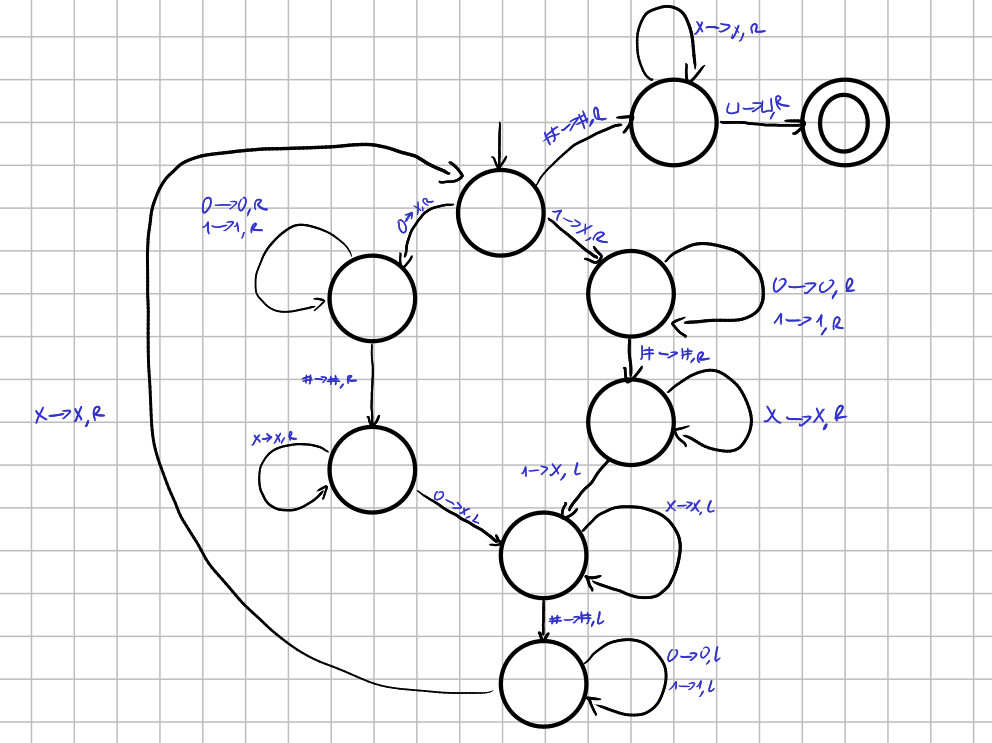 x→x,R
⊔→⊔,R
#→#,R
0→x,R
1→x,R
0→0,R
1→1,R
0→0,R
1→1,R
#→#,R
#→#,R
x→x,R
x→x,R
x→x,R
1→x,L
0→x,L
x→x,L
#→#,L
0→0,L
1→1,L